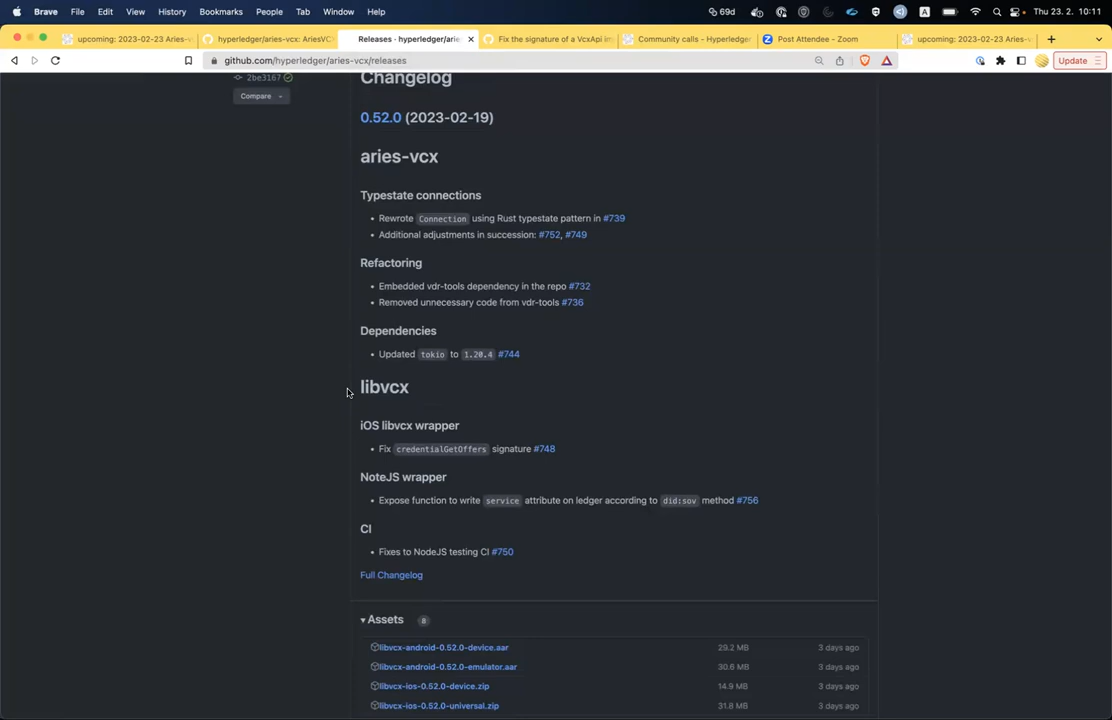 Brave File Edit View History Bookmarks People Tab Window Help 69d A Thu 23. 2. 10:11
upcoming: 2023-02-23 Aries-v
hyperledger/aries-vcx: AriesVC
Releases · hyperledger/arie
Fix the signature of a VcxApi im
Community calls – Hyperledger
Post Attendee - Zoom
upcoming: 2023-02-23 Aries-v
github.com/hyperledger/aries-vcx/releases
Update
2be3167
Compare
Changelog
0.52.0 (2023-02-19)
aries-vcx
Typestate connections
• Rewrote Connection using Rust typestate pattern in #739
• Additional adjustments in succession: #752, #749
Refactoring
• Embedded vdr-tools dependency in the repo #732
• Removed unnecessary code from vdr-tools #736
Dependencies
• Updated tokio to 1.20.4 #744
libvcx
iOS libvcx wrapper
• Fix credentialGetOffers signature #748
NoteJS wrapper
• Expose function to write service attribute on ledger according to did:sov method #756
CI
• Fixes to NodeJS testing CI #750
Full Changelog
Assets 8
libvcx-android-0.52.0-device.aar 29.2 MB 3 days ago
libvcx-android-0.52.0-emulator.aar 30.6 MB 3 days ago
libvcx-ios-0.52.0-device.zip 14.9 MB 3 days ago
libvcx-ios-0.52.0-universal.zip 31.8 MB 3 days ago